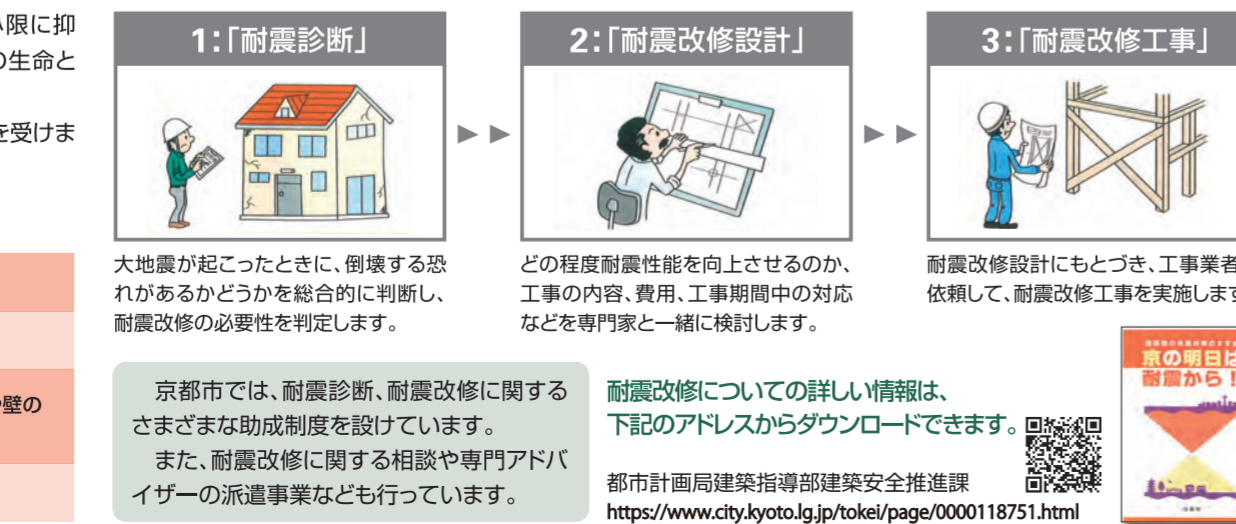 小限に抑
の生命と
を受けま
壁の
1:「耐震診断」
大地震が起こったときに、倒壊する恐
れがあるかどうかを総合的に判断し、
耐震改修の必要性を判定します。
2:「耐震改修設計」
どの程度耐震性能を向上させるのか、
工事の内容、費用、工事期間中の対応
などを専門家と一緒に検討します。
3:「耐震改修工事」
耐震改修設計にもとづき、工事業者
依頼して、耐震改修工事を実施します
京都市では、耐震診断、耐震改修に関する
さまざまな助成制度を設けています。
また、耐震改修に関する相談や専門アドバ
イザーの派遣事業なども行っています。
耐震改修についての詳しい情報は、
下記のアドレスからダウンロードできます。
都市計画局建築指導部建築安全推進課
https://www.city.kyoto.lg.jp/tokei/page/0000118751.html
京の明日は
耐震から!